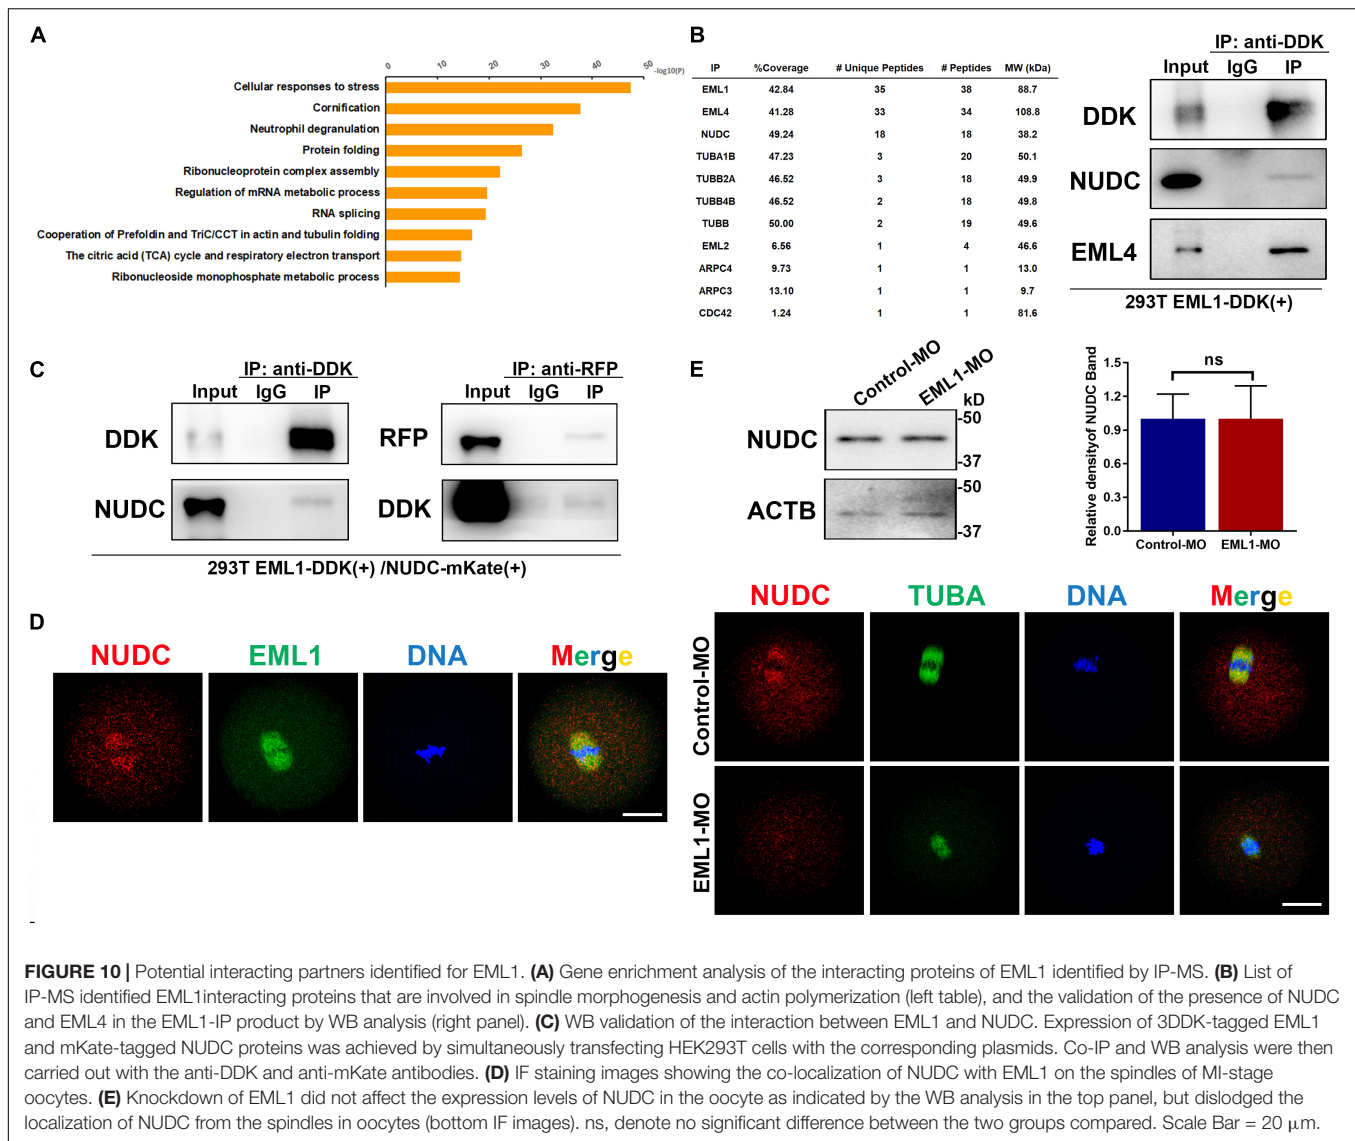 A
0 10 20 30 40 50
-log10(P)
Cellular responses to stress
Cornification
Neutrophil degranulation
Protein folding
Ribonucleoprotein complex assembly
Regulation of mRNA metabolic process
RNA splicing
Cooperation of Prefoldin and TriC/CCT in actin and tubulin folding
The citric acid (TCA) cycle and respiratory electron transport
Ribonucleoside monophosphate metabolic process
B
IP %Coverage # Unique Peptides # Peptides MW (kDa)
EML1 42.84 35 38 88.7
EML4 41.28 33 34 108.8
NUDC 49.24 18 18 38.2
TUBA1B 47.23 3 20 50.1
TUBB2A 46.52 3 18 49.9
TUBB4B 46.52 2 18 49.8
TUBB 50.00 2 19 49.6
EML2 6.56 1 4 46.6
ARPC4 9.73 1 1 13.0
ARPC3 13.10 1 1 9.7
CDC42 1.24 1 1 81.6
IP: anti-DDK
Input IgG IP
DDK
NUDC
EML4
293T EML1-DDK(+)
C
IP: anti-DDK
Input IgG IP
DDK
NUDC
IP: anti-RFP
Input IgG IP
RFP
DDK
293T EML1-DDK(+) /NUDC-mKate(+)
D
NUDC EML1 DNA Merge
E
Control-MO EML1-MO
kD
NUDC
-50
-37
ACTB
-50
-37
Relative densityof NUDC Band
1.5
1.2
0.9
0.6
0.3
0.0
ns
Control-MO EML1-MO
NUDC TUBA DNA Merge
Control-MO
EML1-MO
FIGURE 10 | Potential interacting partners identified for EML1. (A) Gene enrichment analysis of the interacting proteins of EML1 identified by IP-MS. (B) List of
IP-MS identified EML1interacting proteins that are involved in spindle morphogenesis and actin polymerization (left table), and the validation of the presence of NUDC
and EML4 in the EML1-IP product by WB analysis (right panel). (C) WB validation of the interaction between EML1 and NUDC. Expression of 3DDK-tagged EML1
and mKate-tagged NUDC proteins was achieved by simultaneously transfecting HEK293T cells with the corresponding plasmids. Co-IP and WB analysis were then
carried out with the anti-DDK and anti-mKate antibodies. (D) IF staining images showing the co-localization of NUDC with EML1 on the spindles of MI-stage
oocytes. (E) Knockdown of EML1 did not affect the expression levels of NUDC in the oocyte as indicated by the WB analysis in the top panel, but dislodged the
localization of NUDC from the spindles in oocytes (bottom IF images). ns, denote no significant difference between the two groups compared. Scale Bar = 20 μm.